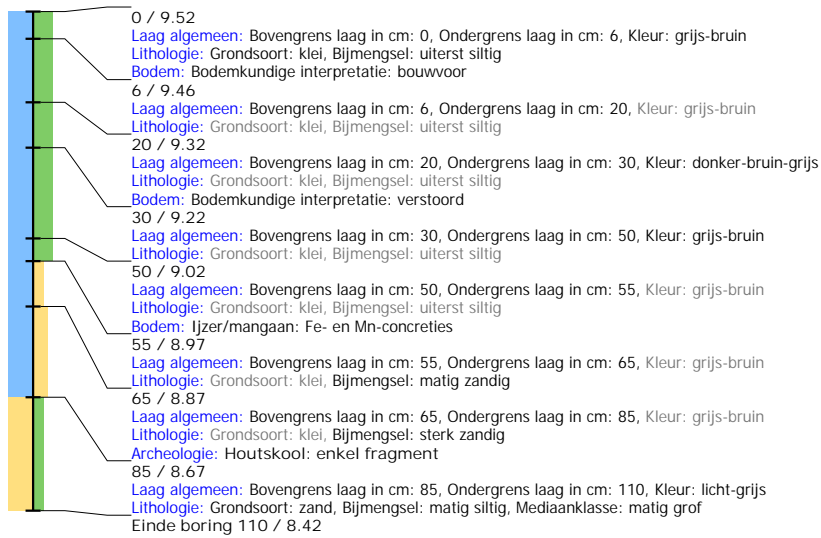 0 / 9.52
Laag algemeen: Bovengrens laag in cm: 0, Ondergrens laag in cm: 6, Kleur: grijs-bruin
Lithologie: Grondsoort: klei, Bijmengsel: uiterst siltig
Bodem: Bodemkundige interpretatie: bouwvoor
6 / 9.46
Laag algemeen: Bovengrens laag in cm: 6, Ondergrens laag in cm: 20, Kleur: grijs-bruin
Lithologie: Grondsoort: klei, Bijmengsel: uiterst siltig
20 / 9.32
Laag algemeen: Bovengrens laag in cm: 20, Ondergrens laag in cm: 30, Kleur: donker-bruin-grijs
Lithologie: Grondsoort: klei, Bijmengsel: uiterst siltig
Bodem: Bodemkundige interpretatie: verstoord
30 / 9.22
Laag algemeen: Bovengrens laag in cm: 30, Ondergrens laag in cm: 50, Kleur: grijs-bruin
Lithologie: Grondsoort: klei, Bijmengsel: uiterst siltig
50 / 9.02
Laag algemeen: Bovengrens laag in cm: 50, Ondergrens laag in cm: 55, Kleur: grijs-bruin
Lithologie: Grondsoort: klei, Bijmengsel: uiterst siltig
Bodem: Ijzer/mangaan: Fe- en Mn-concreties
55 / 8.97
Laag algemeen: Bovengrens laag in cm: 55, Ondergrens laag in cm: 65, Kleur: grijs-bruin
Lithologie: Grondsoort: klei, Bijmengsel: matig zandig
65 / 8.87
Laag algemeen: Bovengrens laag in cm: 65, Ondergrens laag in cm: 85, Kleur: grijs-bruin
Lithologie: Grondsoort: klei, Bijmengsel: sterk zandig
Archeologie: Houtskool: enkel fragment
85 / 8.67
Laag algemeen: Bovengrens laag in cm: 85, Ondergrens laag in cm: 110, Kleur: licht-grijs
Lithologie: Grondsoort: zand, Bijmengsel: matig siltig, Mediaanklasse: matig grof
Einde boring 110 / 8.42